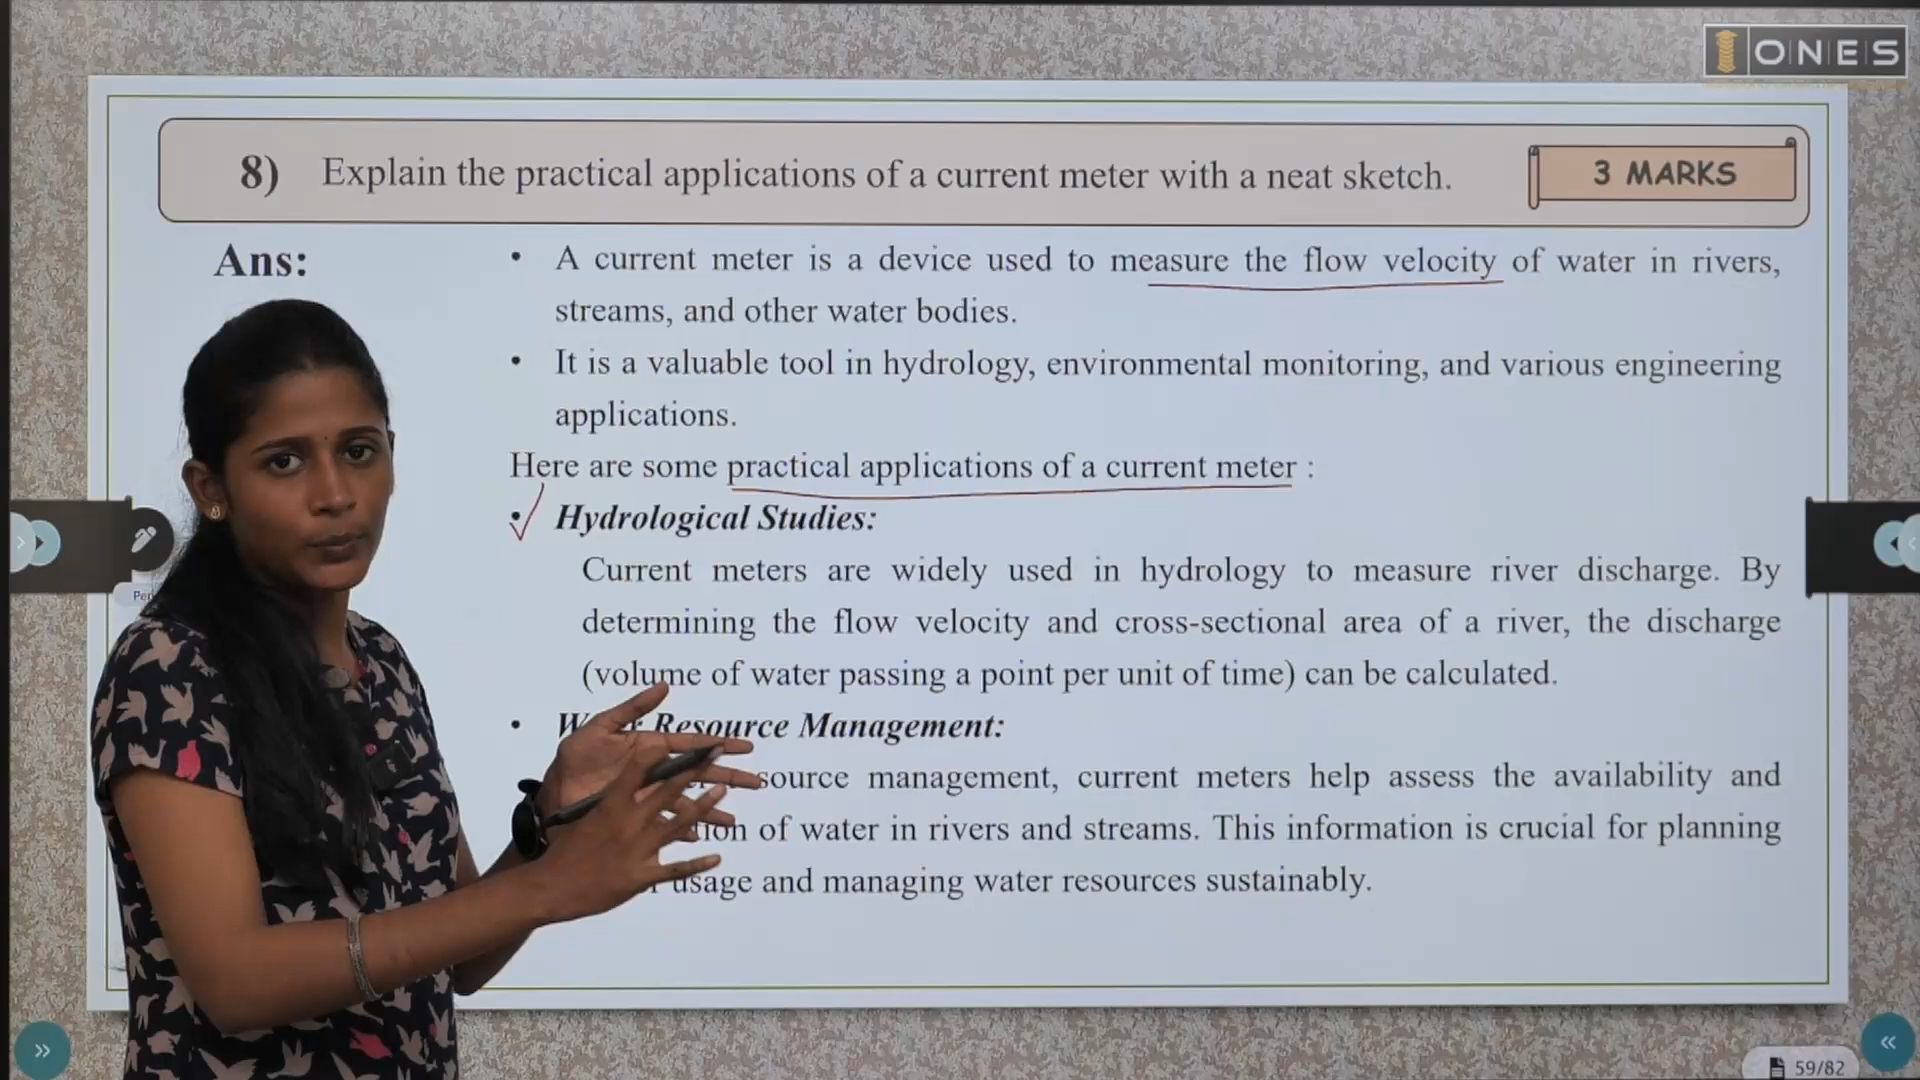 ONES
8) Explain the practical applications of a current meter with a neat sketch. 3 MARKS
Ans: • A current meter is a device used to measure the flow velocity of water in rivers,
streams, and other water bodies.
• It is a valuable tool in hydrology, environmental monitoring, and various engineering
applications.
Here are some practical applications of a current meter :
• Hydrological Studies:
Current meters are widely used in hydrology to measure river discharge. By
determining the flow velocity and cross-sectional area of a river, the discharge
(volume of water passing a point per unit of time) can be calculated.
• Resource Management:
management, current meters help assess the availability and
of water in rivers and streams. This information is crucial for planning
usage and managing water resources sustainably.
59/82